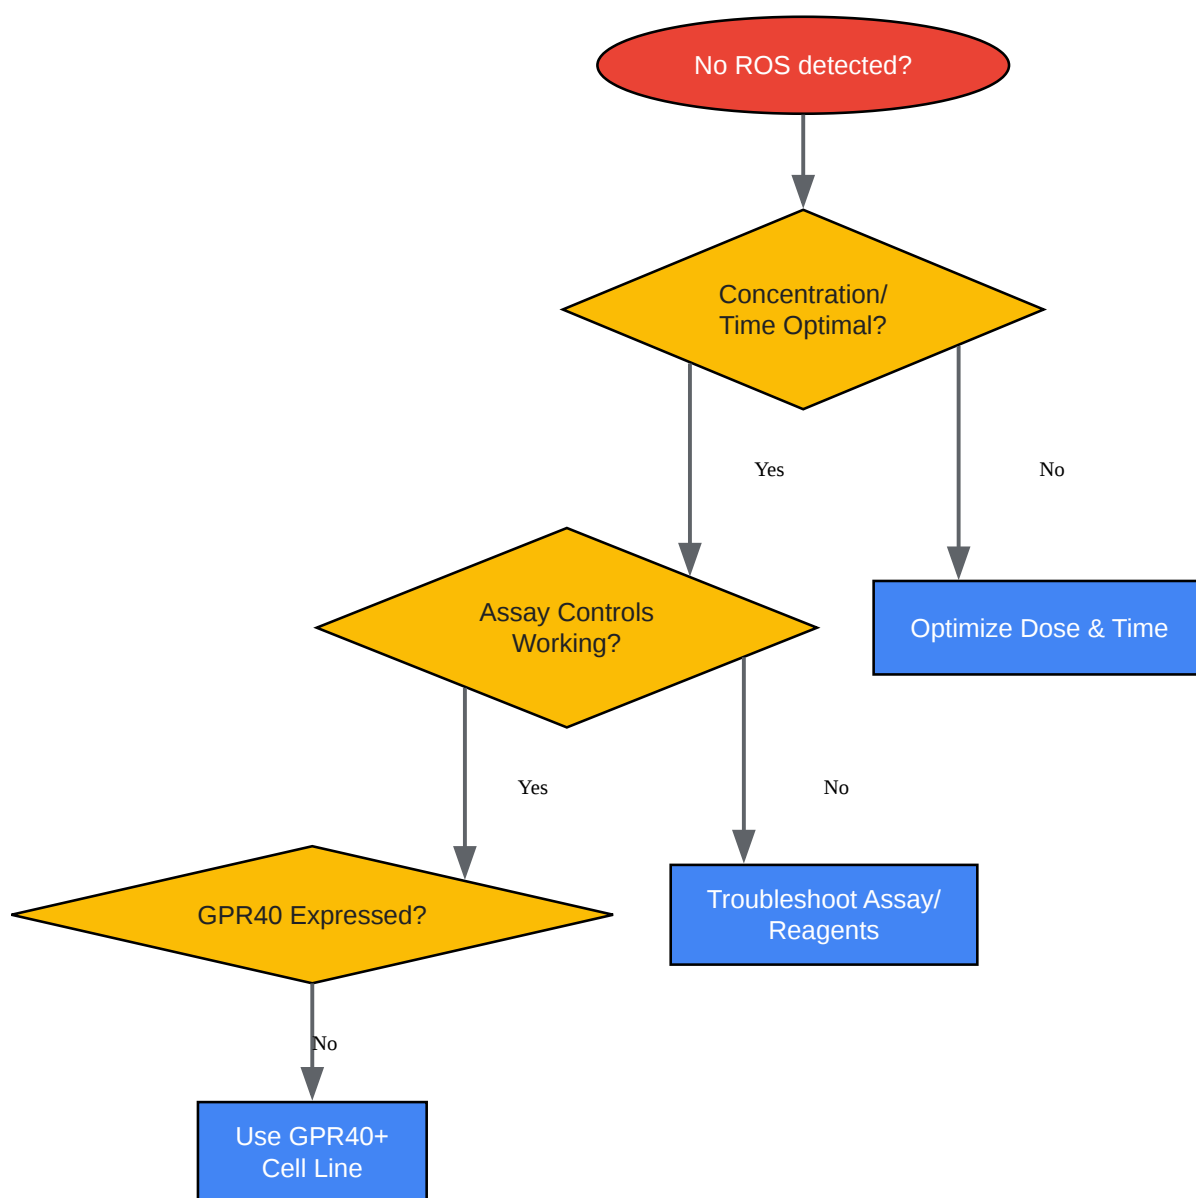 No ROS detected?
Concentration/
Time Optimal?
Yes
No
Assay Controls
Working?
Optimize Dose & Time
Yes
No
GPR40 Expressed?
Troubleshoot Assay/
Reagents
No
Use GPR40+
Cell Line